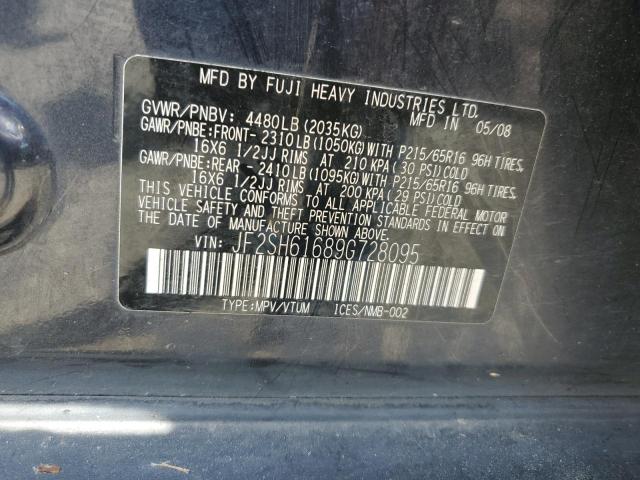 MFD BY FUJI HEAVY INDUSTRIES LTD.
GVWR/PNBV: 4480LB (2035KG) MFD IN 05/08
GAWR/PNBE:FRONT- 2310LB (1050KG) WITH P215/65R16 96H TIRES,
16X6 1/2JJ RIMS AT 210 KPA (30 PSI) COLD
GAWR/PNBE:REAR - 2410LB (1095KG) WITH P215/65R16 96H TIRES,
16X6 1/2JJ RIMS AT 200 KPA (29 PSI) COLD
THIS VEHICLE CONFORMS TO ALL APPLICABLE FEDERAL MOTOR
VEHICLE SAFETY AND THEFT PREVENTION STANDARDS IN EFFECT
ON THE DATE OF MANUFACTURE SHOWN ABOVE.
VIN: JF2SH61689G728095
TYPE:MPV/VTUM ICES/NMB-002